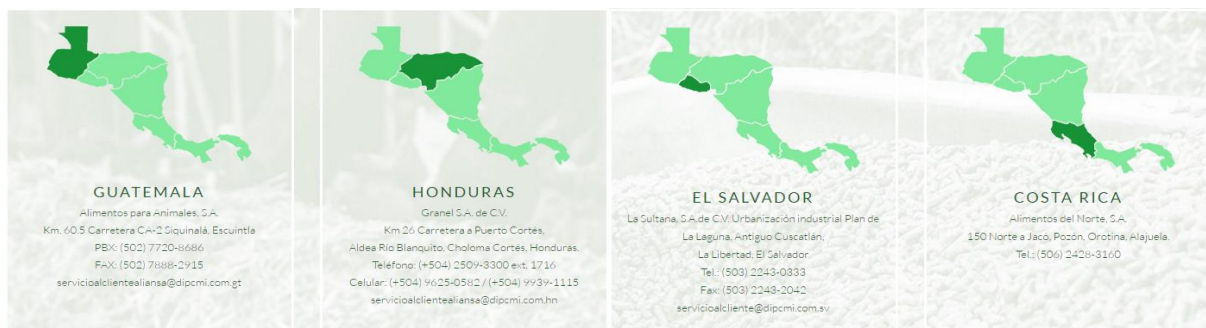 GUATEMALA
Alimentos para Animales, S.A.
Km. 60.5 Carretera CA-2 Siquinalá, Escuintla
PBX: (502) 7720-8686
FAX: (502) 7888-2915
servicioalclientealiansa@dipcmi.com.gt
HONDURAS
Granel S.A. de C.V.
Km 26 Carretera a Puerto Cortés,
Aldea Río Blanquito, Choloma Cortés, Honduras.
Teléfono: (+504) 2509-3300 ext. 1716
Celular: (+504) 9625-0582 / (+504) 9939-1115
servicioalclientealiansa@dipcmi.com.hn
EL SALVADOR
La Sultana, S.A.de C.V. Urbanización industrial Plan de
La Laguna, Antiguo Cuscatlán,
La Libertad, El Salvador.
Tel.: (503) 2243-0333
Fax: (503) 2243-2042
servicioalcliente@dipcmi.com.sv
COSTA RICA
Alimentos del Norte, S.A.
150 Norte a Jacó, Pozón, Orotina, Alajuela.
Tel.: (506) 2428-3160